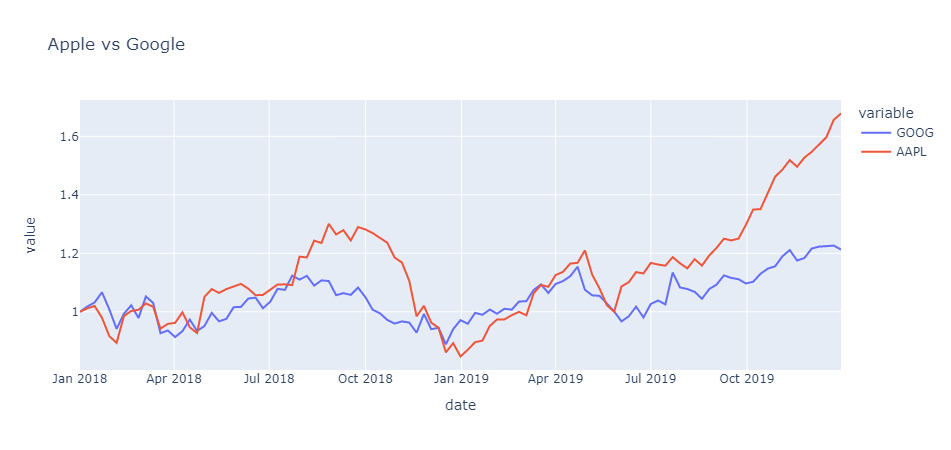 Apple vs Google
variable
GOOG
AAPL
value
1.6
1.4
1.2
1
Jan 2018
Apr 2018
Jul 2018
Oct 2018
Jan 2019
Apr 2019
Jul 2019
Oct 2019
date